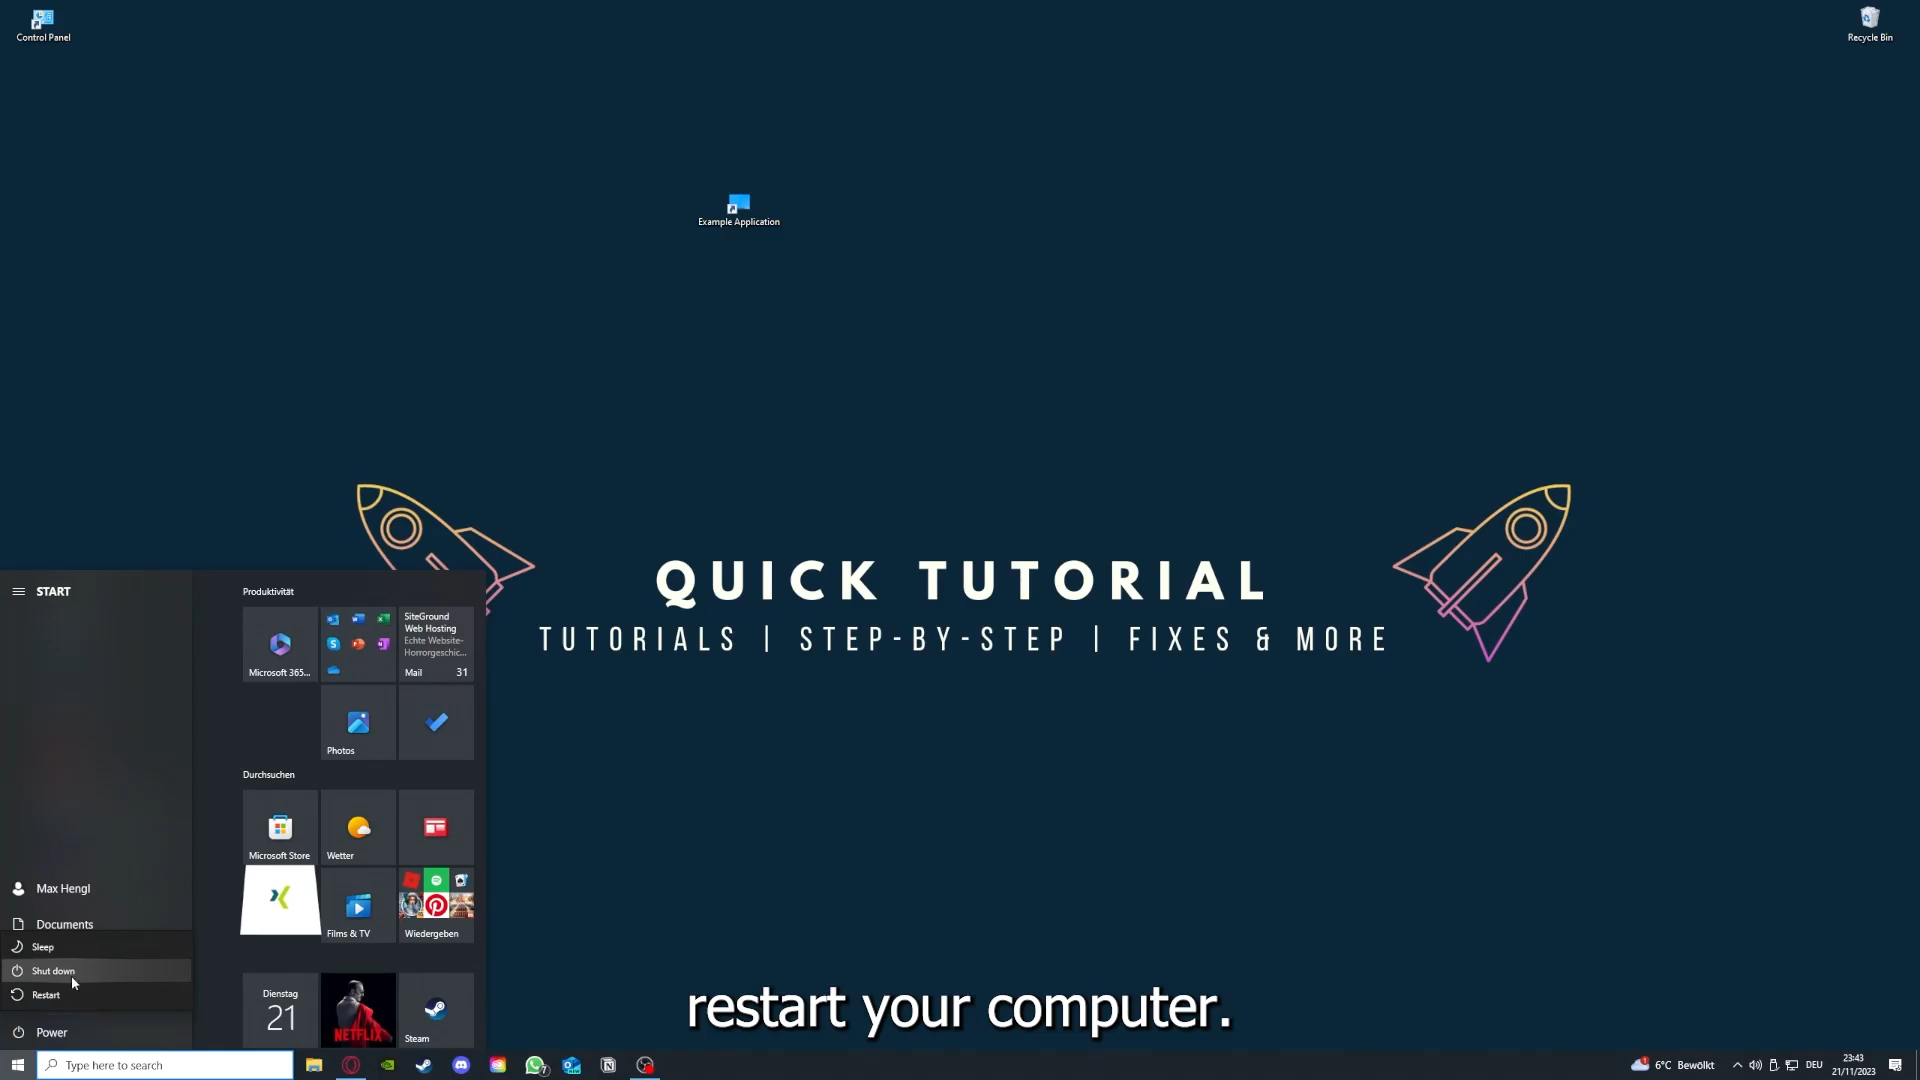 Control Panel
Recycle Bin
Example Application
QUICK TUTORIAL
TUTORIALS | STEP-BY-STEP | FIXES & MORE
START
Produktivität
Microsoft 365...
SiteGround
Web Hosting
Echte Website-
Horrorgeschic...
Mail 31
Photos
Durchsuchen
Microsoft Store
Wetter
Films & TV
Wiedergeben
Max Hengl
Documents
Sleep
Shut down
Restart
Power
Dienstag
21
NETFLIX
Steam
restart your computer.
Type here to search
7
1
6°C Bewölkt
DEU
23:43
21/11/2023